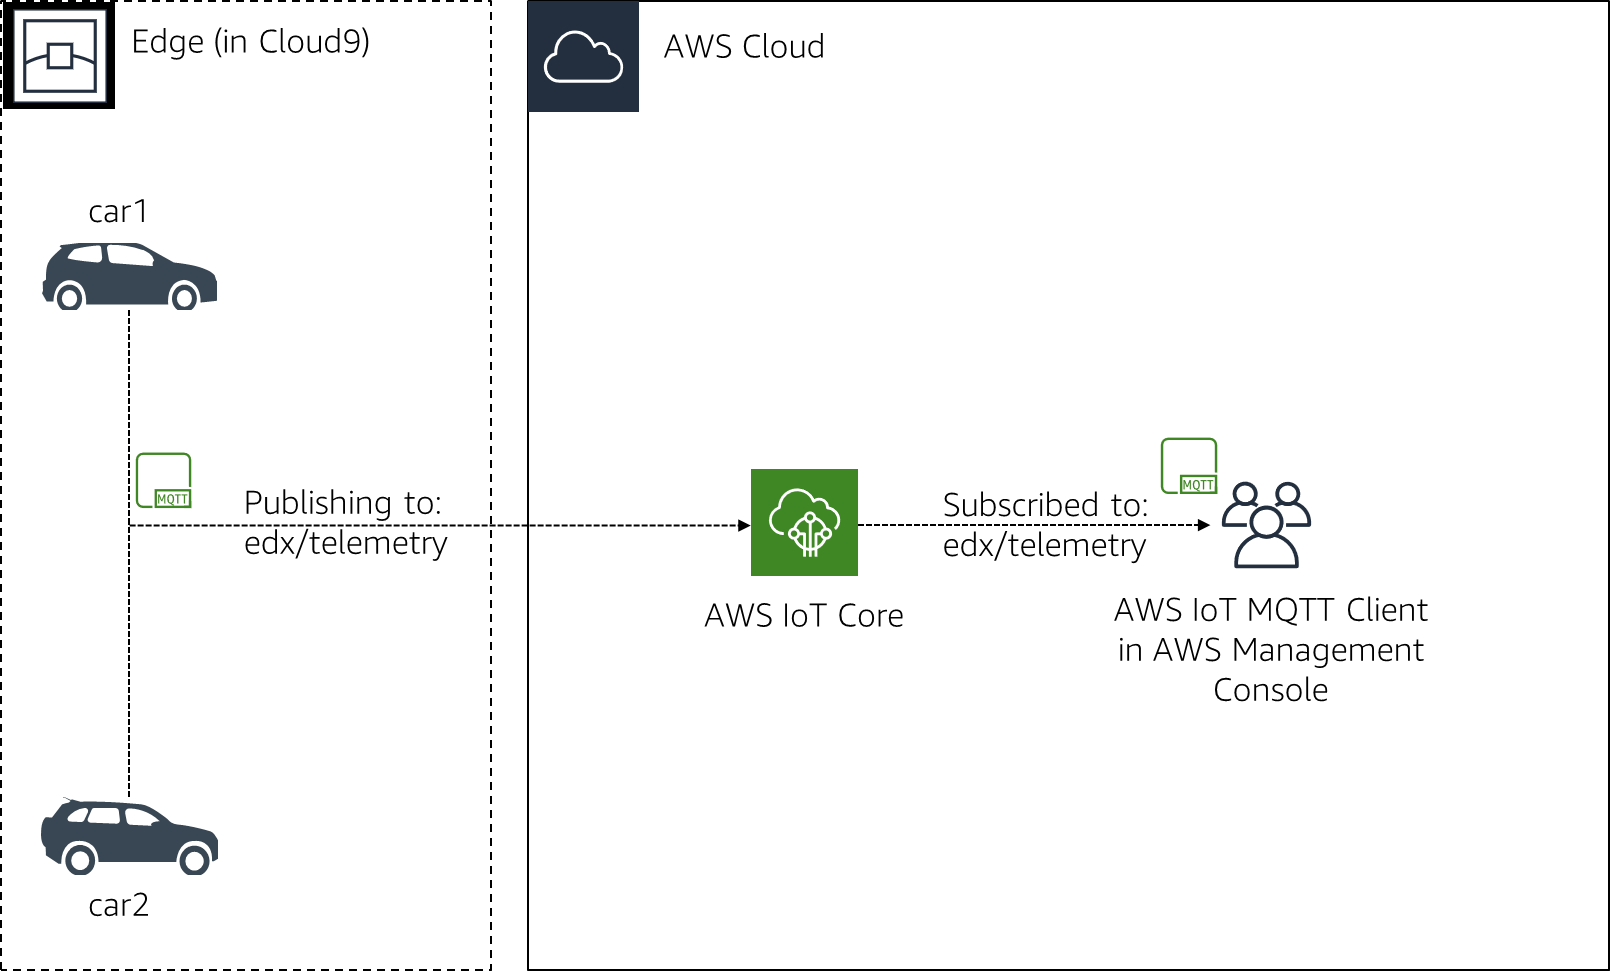 Edge (in Cloud9)
AWS Cloud
car1
MQTT
Publishing to:
edx/telemetry
MQTT
Subscribed to:
edx/telemetry
AWS IoT Core
AWS IoT MQTT Client
in AWS Management
Console
car2